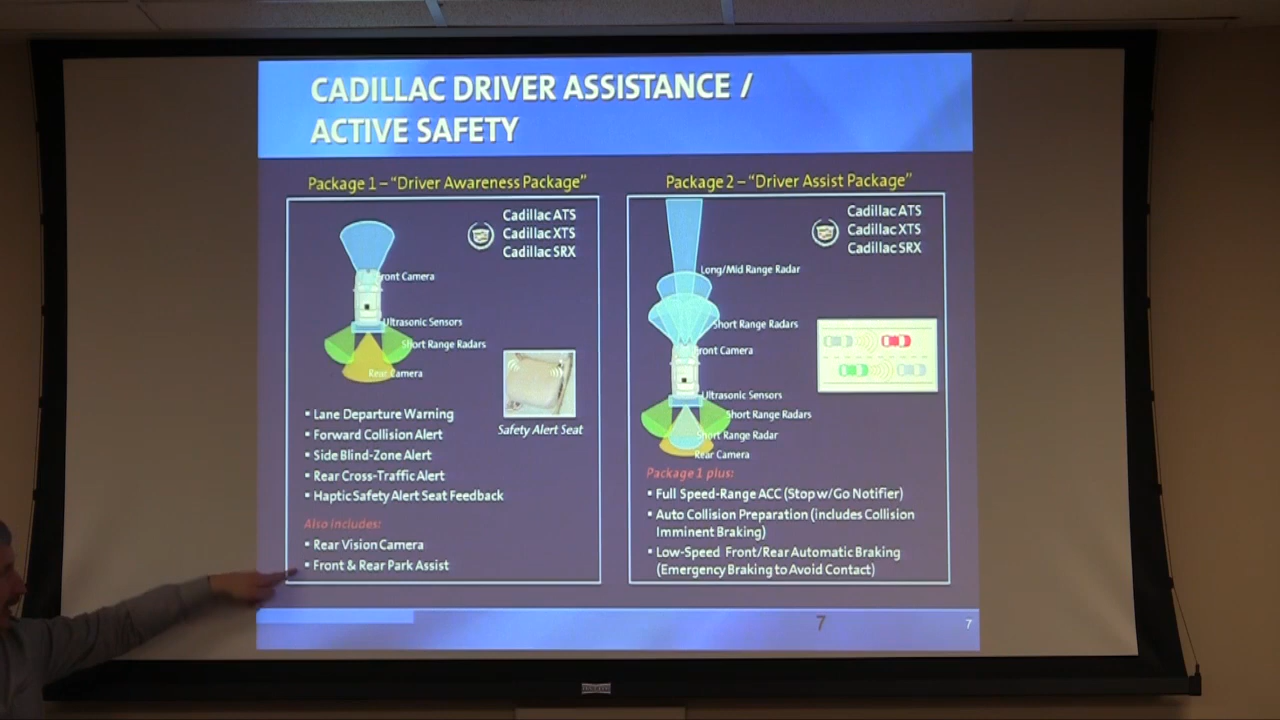 CADILLAC DRIVER ASSISTANCE /
ACTIVE SAFETY
Package 1 – “Driver Awareness Package”
Cadillac ATS
Cadillac XTS
Cadillac SRX
Front Camera
Ultrasonic Sensors
Short Range Radars
Rear Camera
Safety Alert Seat
▪ Lane Departure Warning
▪ Forward Collision Alert
▪ Side Blind-Zone Alert
▪ Rear Cross-Traffic Alert
▪ Haptic Safety Alert Seat Feedback
Also includes:
▪ Rear Vision Camera
▪ Front & Rear Park Assist
Package 2 – “Driver Assist Package”
Cadillac ATS
Cadillac XTS
Cadillac SRX
Long/Mid Range Radar
Short Range Radars
Front Camera
Ultrasonic Sensors
Short Range Radars
Short Range Radar
Rear Camera
Package 1 plus:
▪ Full Speed-Range ACC (Stop w/Go Notifier)
▪ Auto Collision Preparation (includes Collision
Imminent Braking)
▪ Low-Speed Front/Rear Automatic Braking
(Emergency Braking to Avoid Contact)
7
7